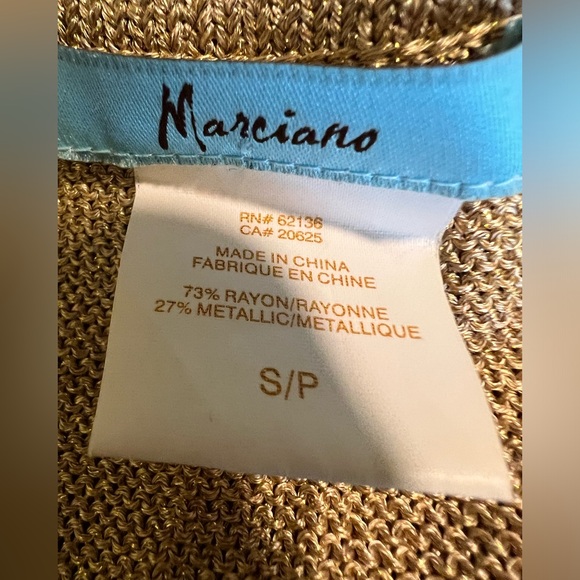 Marciano
RN# 62136
CA# 20625
MADE IN CHINA
FABRIQUE EN CHINE
73% RAYON/RAYONNE
27% METALLIC/METALLIQUE
S/P